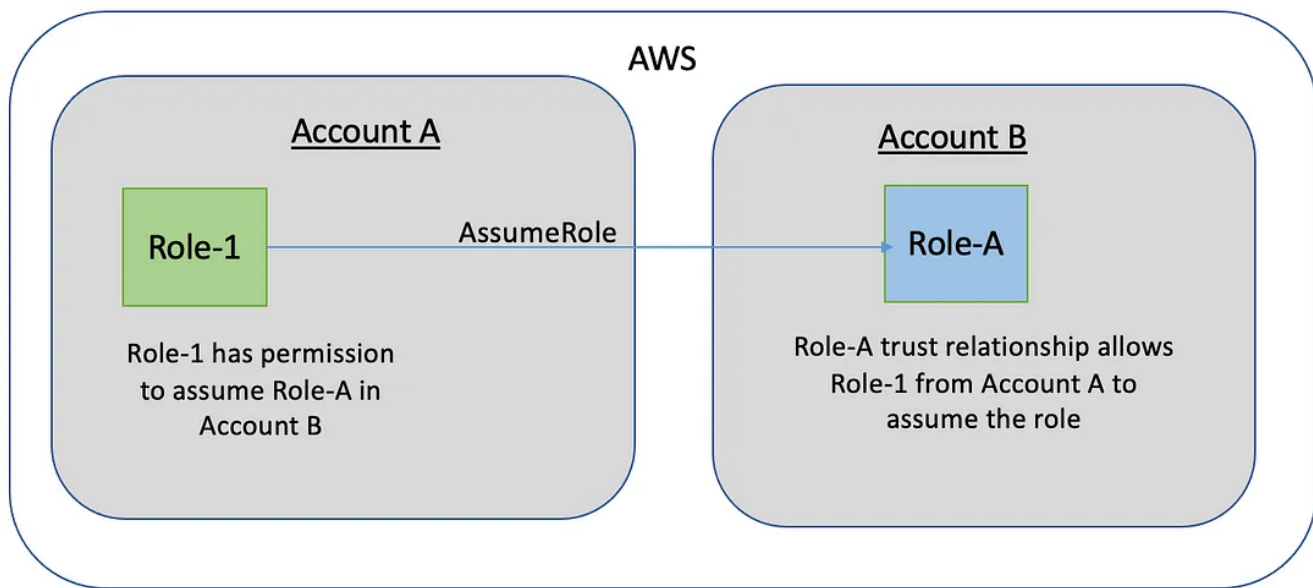 AWS
Account A
Account B
Role-1
AssumeRole
Role-A
Role-1 has permission
to assume Role-A in
Account B
Role-A trust relationship allows
Role-1 from Account A to
assume the role